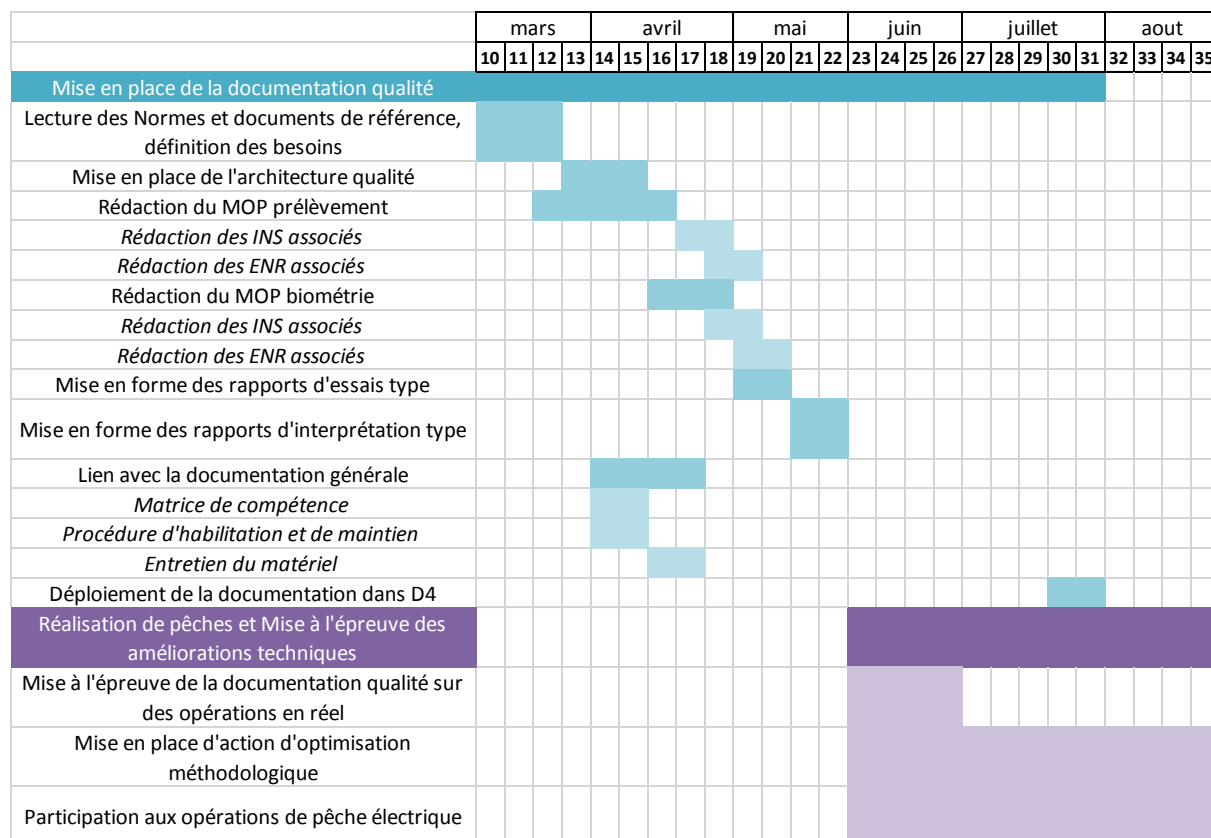 mars avril mai juin juillet aout
10 11 12 13 14 15 16 17 18 19 20 21 22 23 24 25 26 27 28 29 30 31 32 33 34 35
Mise en place de la documentation qualité
Lecture des Normes et documents de référence,
définition des besoins
Mise en place de l'architecture qualité
Rédaction du MOP prélèvement
Rédaction des INS associés
Rédaction des ENR associés
Rédaction du MOP biométrie
Rédaction des INS associés
Rédaction des ENR associés
Mise en forme des rapports d'essais type
Mise en forme des rapports d'interprétation type
Lien avec la documentation générale
Matrice de compétence
Procédure d'habilitation et de maintien
Entretien du matériel
Déploiement de la documentation dans D4
Réalisation de pêches et Mise à l'épreuve des
améliorations techniques
Mise à l'épreuve de la documentation qualité sur
des opérations en réel
Mise en place d'action d'optimisation
méthodologique
Participation aux opérations de pêche électrique